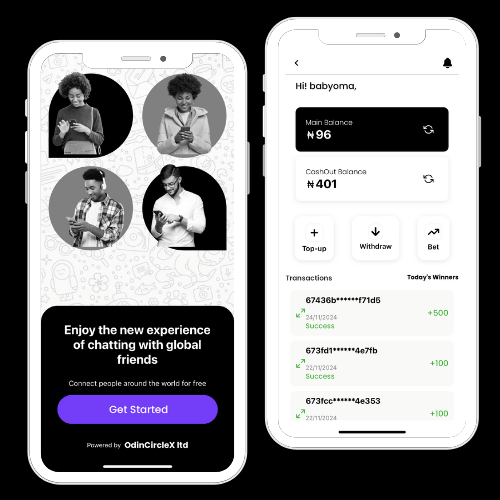 Enjoy the new experience
of chatting with global
friends
Connect people around the world for free
Get Started
Powered by OdinCircleX ltd
Hi! babyoma,
Main Balance
₦96
CashOut Balance
₦401
Top-up
Withdraw
Bet
Transactions
Today's Winners
67436b******f71d5
24/11/2024
+500
Success
673fd1******4e7fb
22/11/2024
+100
Success
673fcc******4e353
22/11/2024
+100